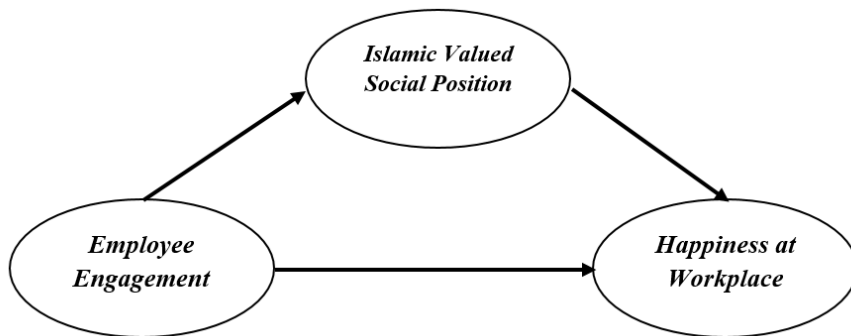 Islamic Valued
Social Position
Employee
Engagement
Happiness at
Workplace